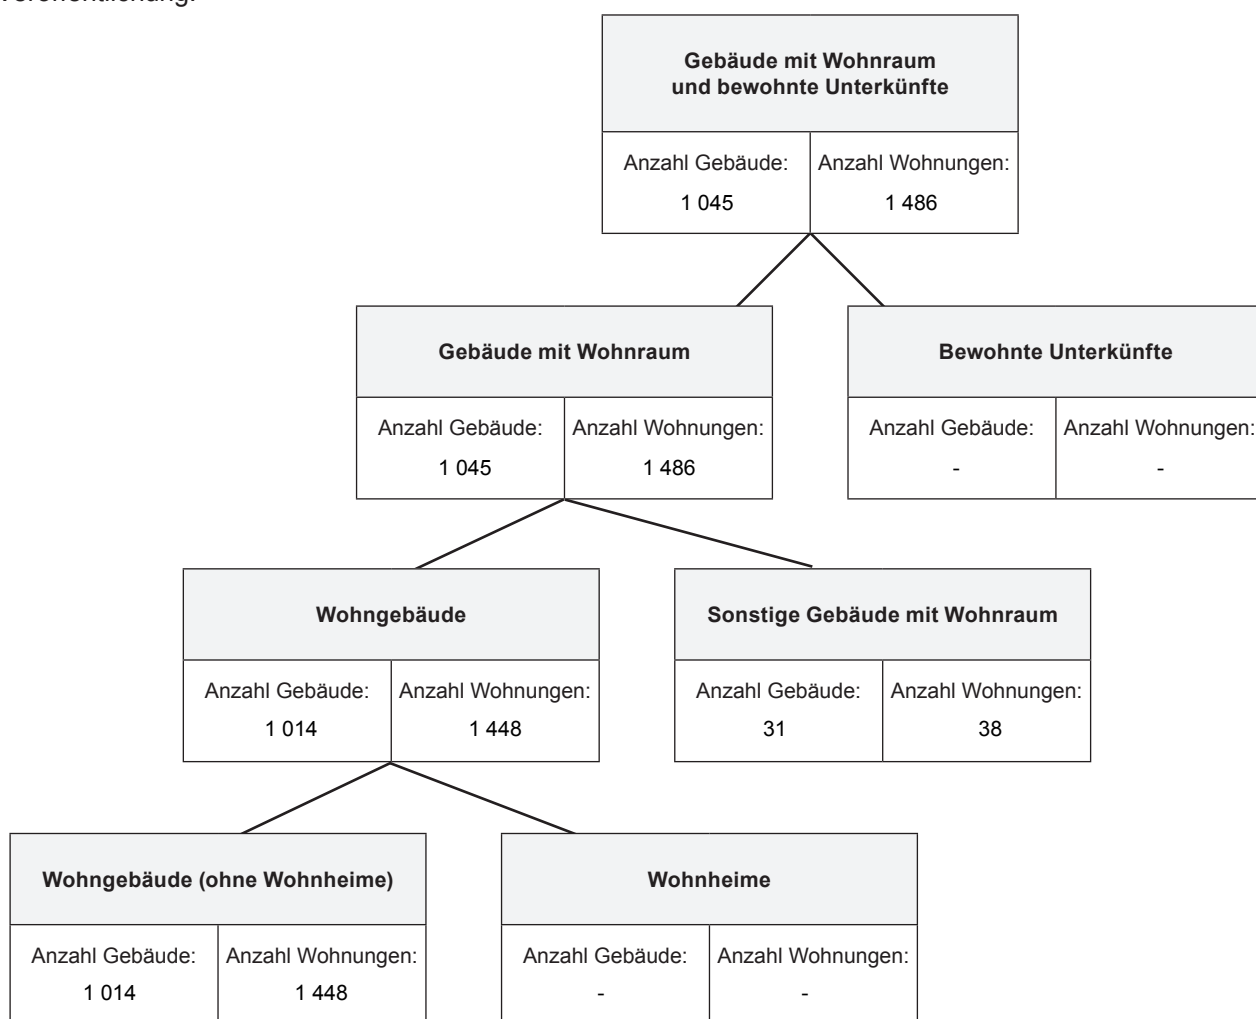 Veröffentlichung.
Gebäude mit Wohnraum
und bewohnte Unterkünfte
Anzahl Gebäude: Anzahl Wohnungen:
1 045 1 486
Gebäude mit Wohnraum Bewohnte Unterkünfte
Anzahl Gebäude: Anzahl Wohnungen: Anzahl Gebäude: Anzahl Wohnungen:
1 045 1 486 - -
Wohngebäude Sonstige Gebäude mit Wohnraum
Anzahl Gebäude: Anzahl Wohnungen: Anzahl Gebäude: Anzahl Wohnungen:
1 014 1 448 31 38
Wohngebäude (ohne Wohnheime) Wohnheime
Anzahl Gebäude: Anzahl Wohnungen: Anzahl Gebäude: Anzahl Wohnungen:
1 014 1 448 - -